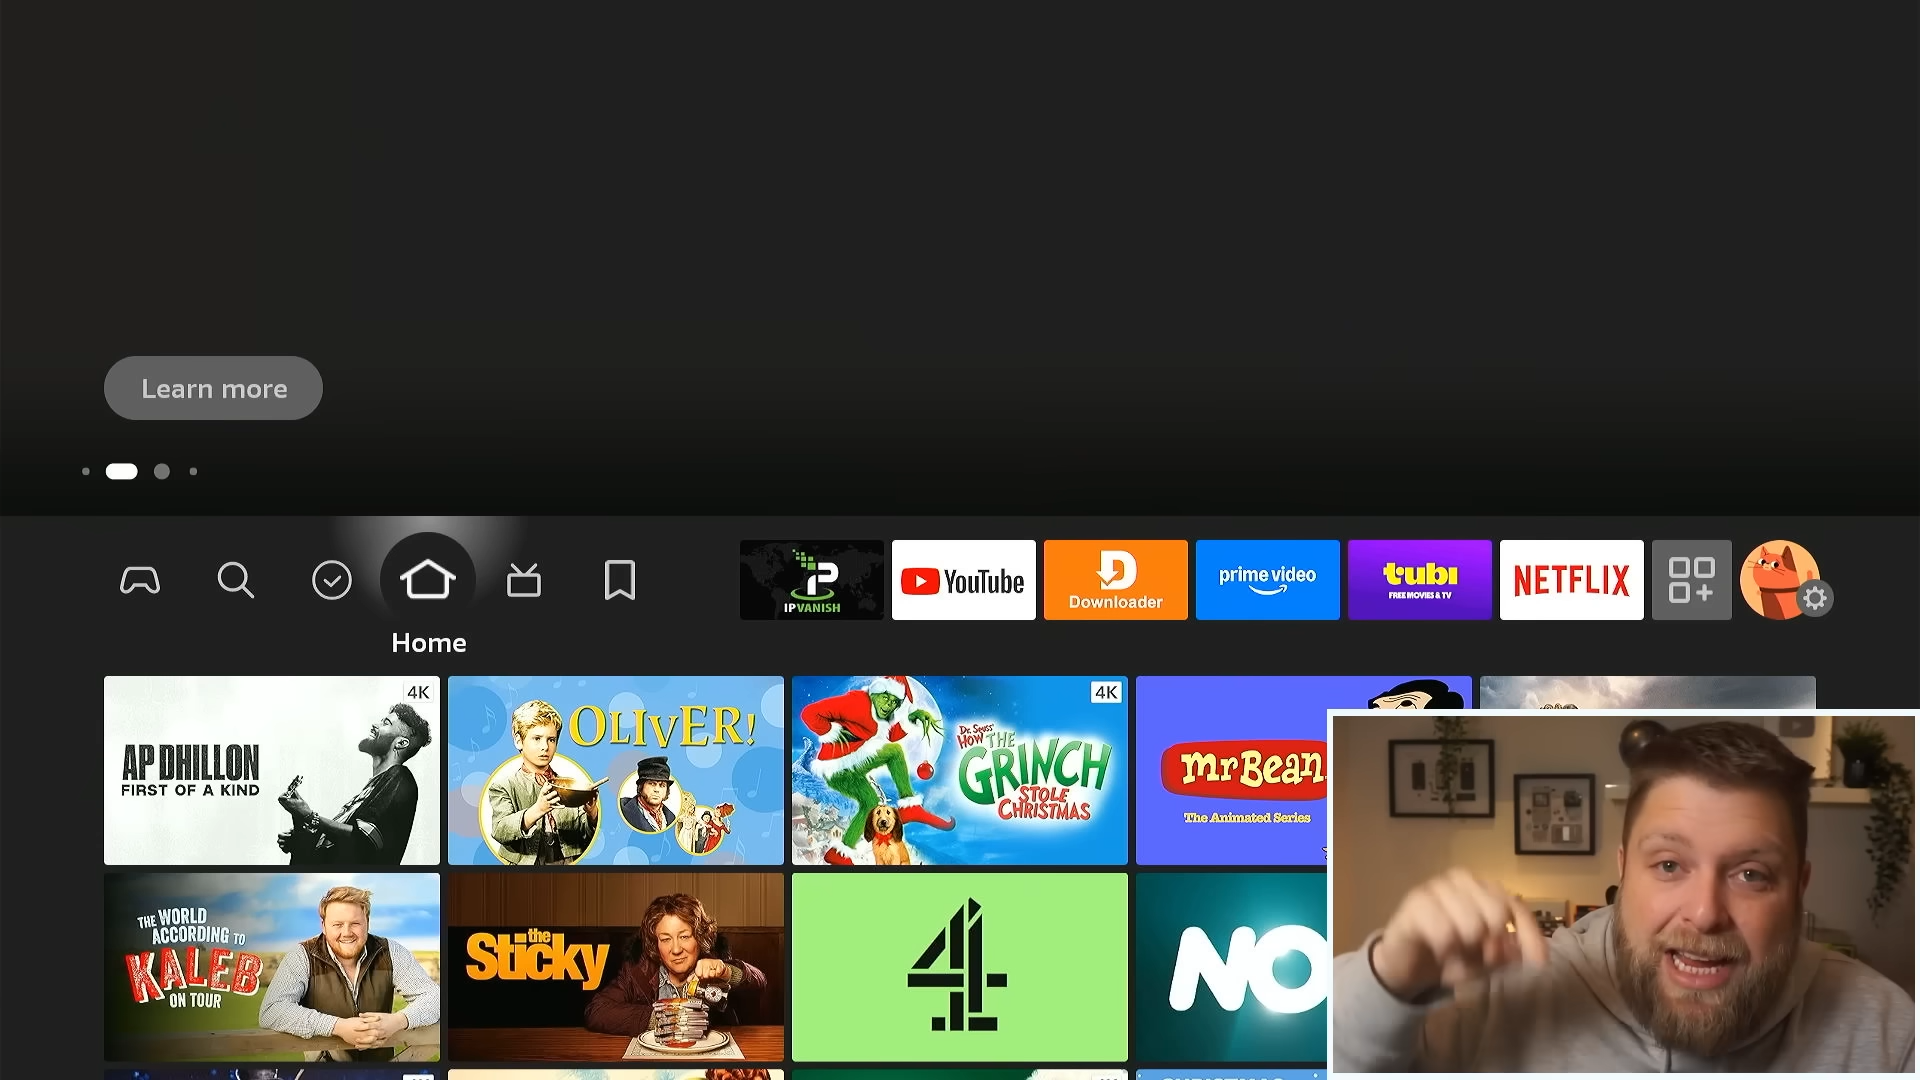 Learn more
IPVANISH
YouTube
Downloader
prime video
tubi
FREE MOVIES & TV
NETFLIX
Home
4K
AP DHILLON
FIRST OF A KIND
OLIVER!
4K
Dr. Seuss'
HOW THE
GRINCH
STOLE
CHRISTMAS
mr Bean
The Animated Series
THE WORLD
ACCORDING TO
KALEB
ON TOUR
the
Sticky
4
NO